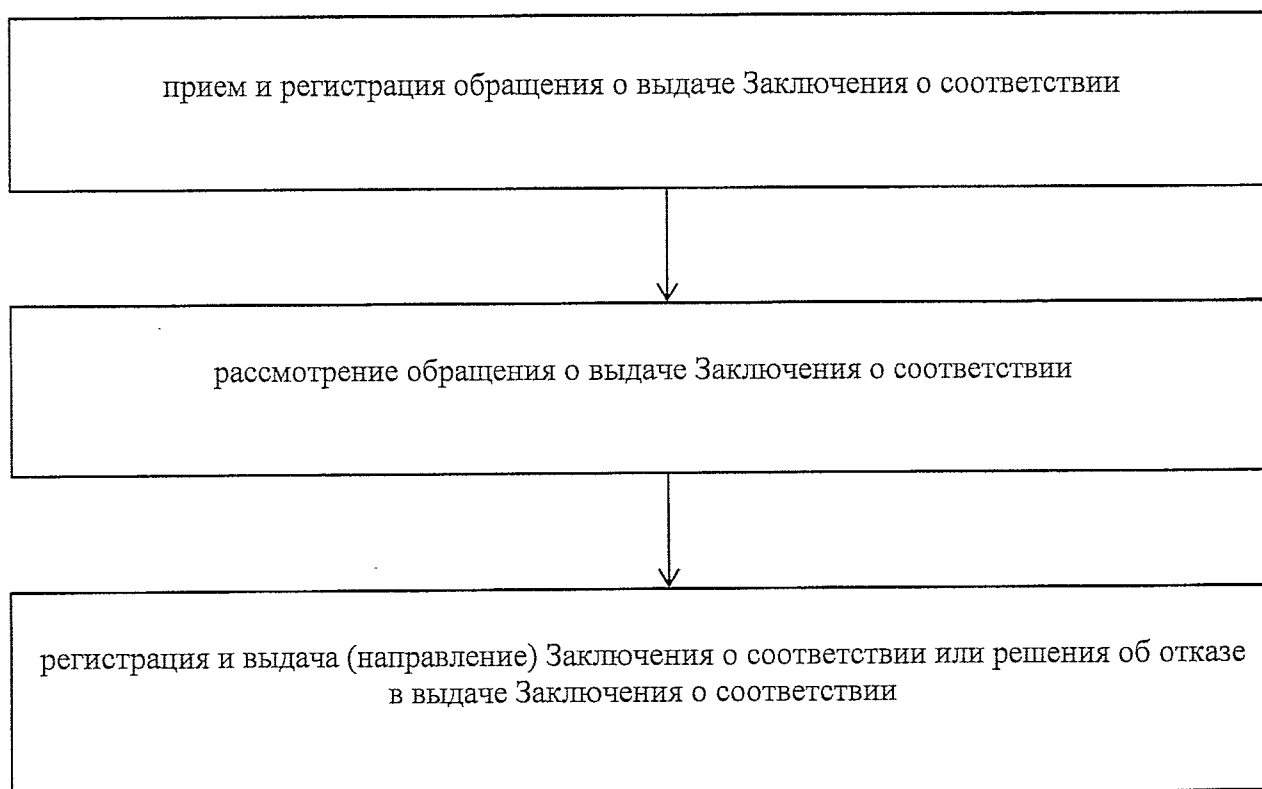 прием и регистрация обращения о выдаче Заключения о соответствии
рассмотрение обращения о выдаче Заключения о соответствии
регистрация и выдача (направление) Заключения о соответствии или решения об отказе
в выдаче Заключения о соответствии